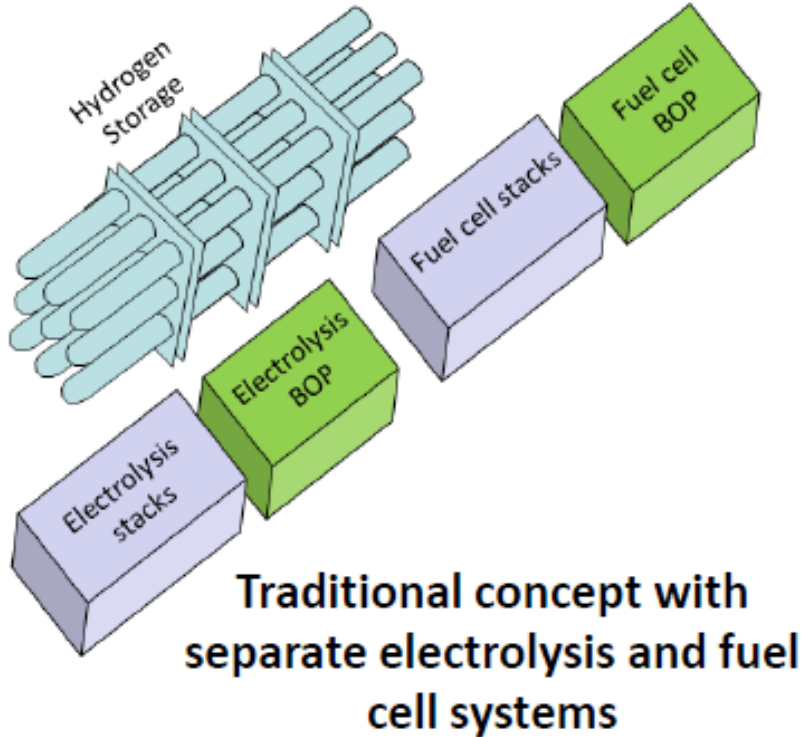 Hydrogen
Storage
Fuel cell
BOP
Fuel cell stacks
Electrolysis
BOP
Electrolysis
stacks
Traditional concept with
separate electrolysis and fuel
cell systems